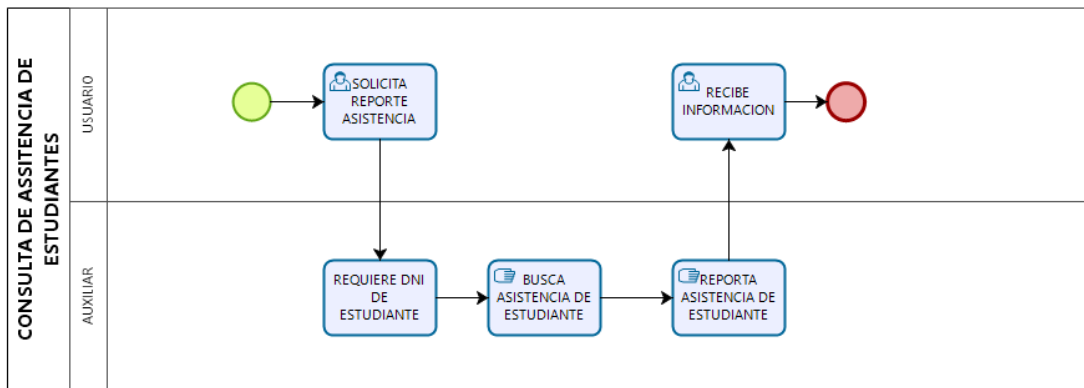 CONSULTA DE ASSITENCIA DE
ESTUDIANTES
USUARIO
SOLICITA
REPORTE
ASISTENCIA
RECIBE
INFORMACION
AUXILIAR
REQUIERE DNI
DE
ESTUDIANTE
BUSCA
ASISTENCIA DE
ESTUDIANTE
REPORTA
ASISTENCIA DE
ESTUDIANTE